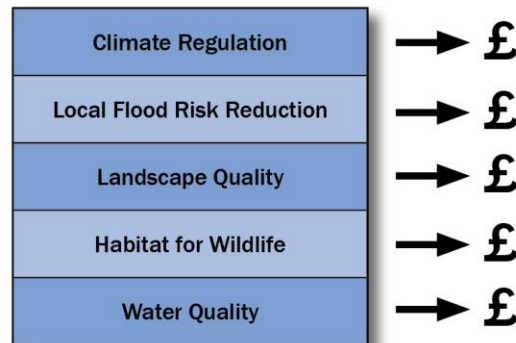 Climate Regulation £
Local Flood Risk Reduction £
Landscape Quality £
Habitat for Wildlife £
Water Quality £